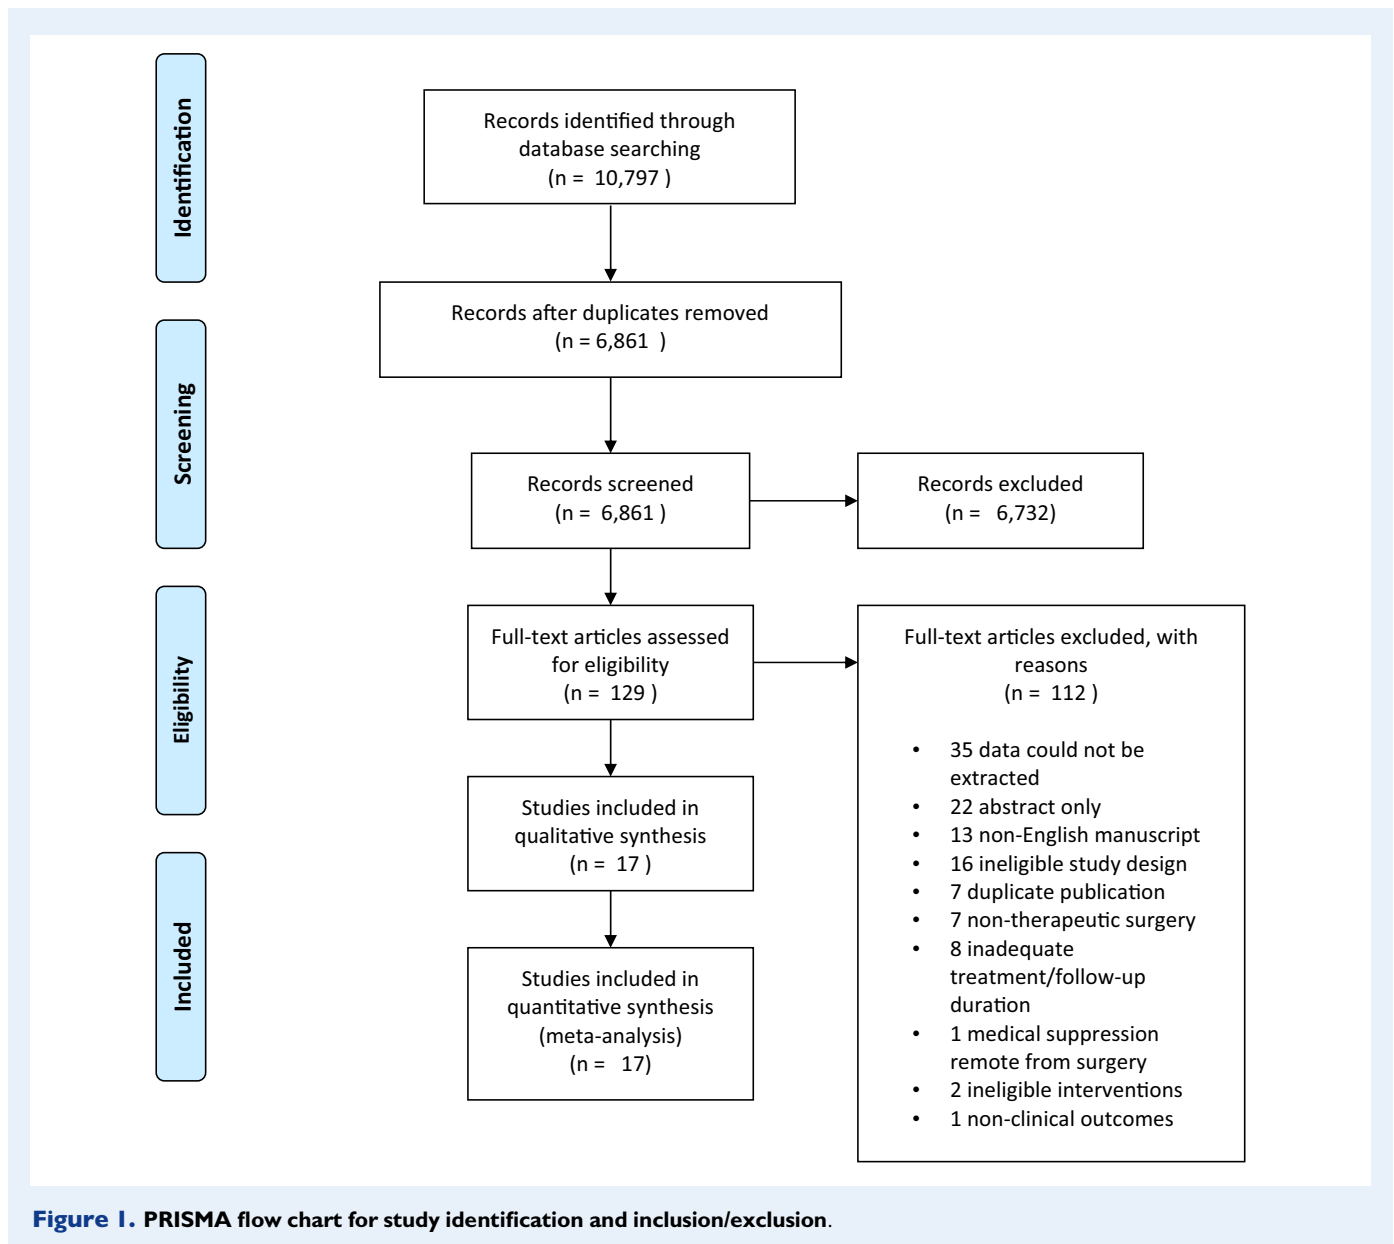 Identification
Records identified through
database searching
(n = 10,797 )
Records after duplicates removed
(n = 6,861 )
Screening
Records screened
(n = 6,861 )
Records excluded
(n = 6,732)
Eligibility
Full-text articles assessed
for eligibility
(n = 129 )
Full-text articles excluded, with
reasons
(n = 112 )
• 35 data could not be
extracted
• 22 abstract only
• 13 non-English manuscript
• 16 ineligible study design
• 7 duplicate publication
• 7 non-therapeutic surgery
• 8 inadequate
treatment/follow-up
duration
• 1 medical suppression
remote from surgery
• 2 ineligible interventions
• 1 non-clinical outcomes
Studies included in
qualitative synthesis
(n = 17 )
Included
Studies included in
quantitative synthesis
(meta-analysis)
(n = 17)
Figure 1. PRISMA flow chart for study identification and inclusion/exclusion.